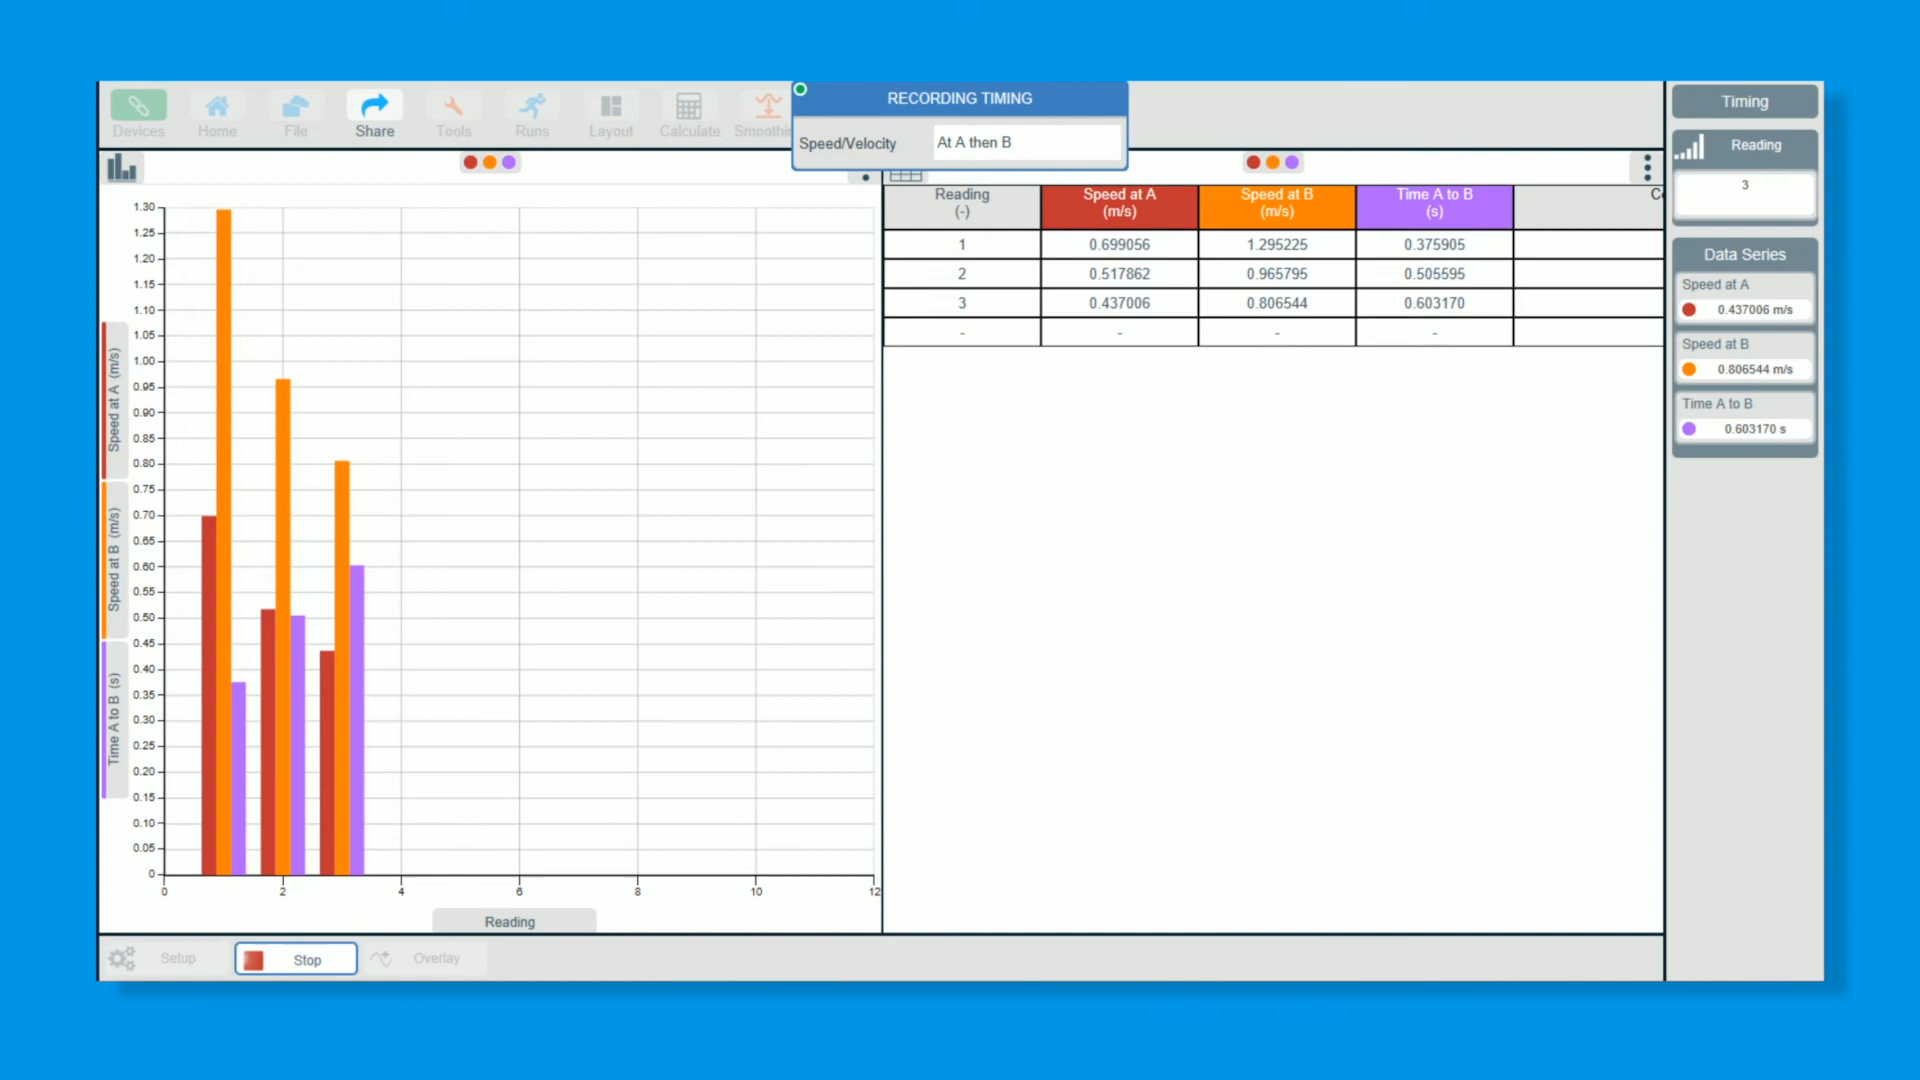 Devices
Home
File
Share
Tools
Runs
Layout
Calculate
RECORDING TIMING
Speed/Velocity
At A then B
Timing
Reading
3
Data Series
Speed at A
0.437006 m/s
Speed at B
0.806544 m/s
Time A to B
0.603170 s
Reading (-) Speed at A (m/s) Speed at B (m/s) Time A to B (s)
1 0.699056 1.295225 0.375905
2 0.517862 0.965795 0.505595
3 0.437006 0.806544 0.603170
- - - -
Speed at A (m/s)
Speed at B (m/s)
Time A to B (s)
1.30
1.25
1.20
1.15
1.10
1.05
1.00
0.95
0.90
0.85
0.80
0.75
0.70
0.65
0.60
0.55
0.50
0.45
0.40
0.35
0.30
0.25
0.20
0.15
0.10
0.05
0
0 2 4 6 8 10 12
Reading
Setup
Stop
Overlay